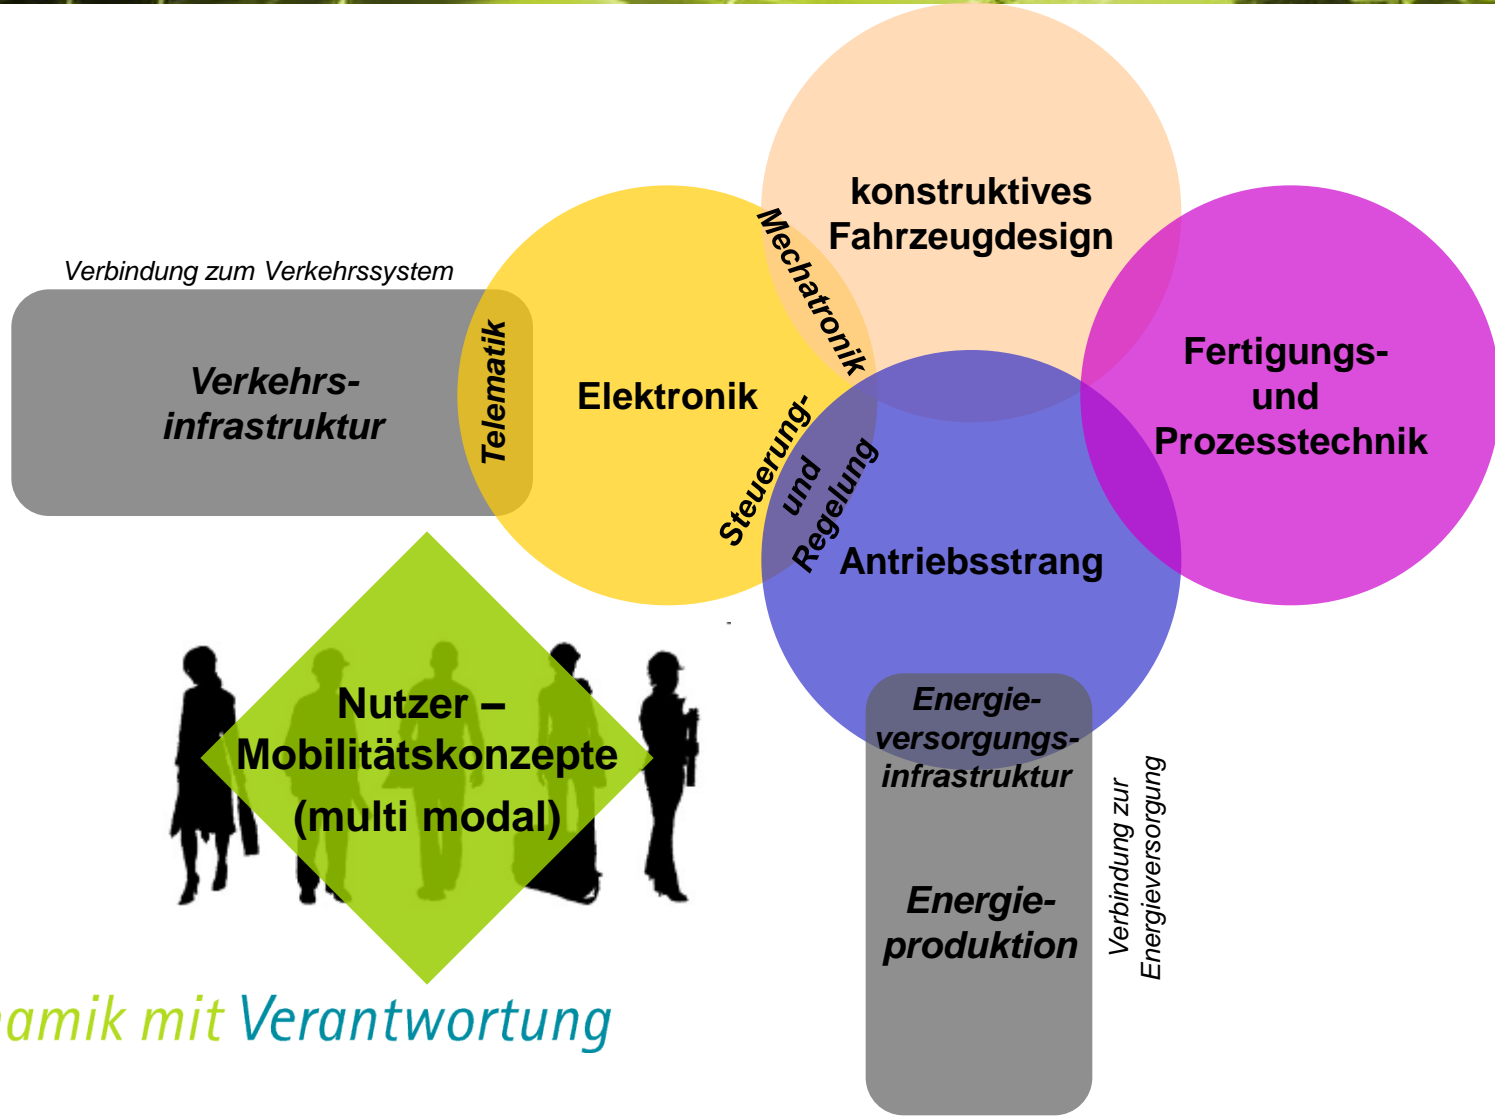 konstruktives
Fahrzeugdesign
Mechatronik
Verbindung zum Verkehrssystem
Verkehrs-
infrastruktur
Telematik
Elektronik
Steuerung-
und
Regelung
Fertigungs-
und
Prozesstechnik
Antriebsstrang
-
Nutzer –
Mobilitätskonzepte
(multi modal)
Energie-
versorgungs-
infrastruktur
Energie-
produktion
Verbindung zur
Energieversorgung
amik mit Verantwortung